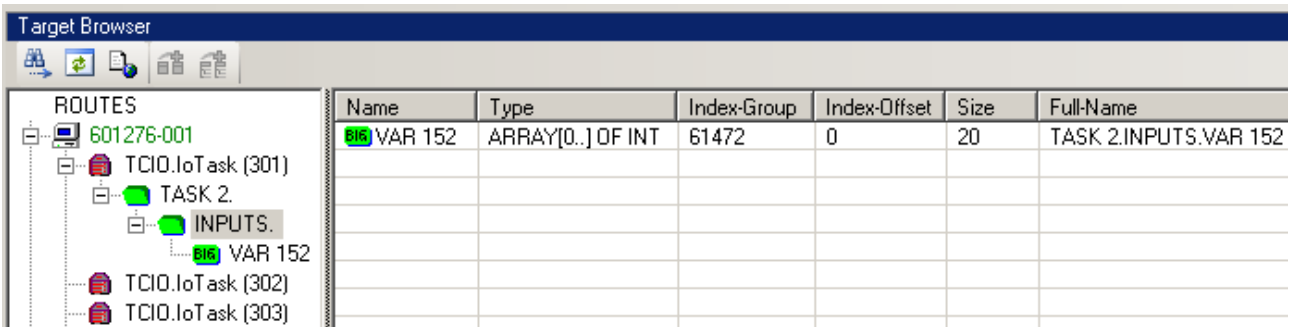 Target Browser
ROUTES
601276-001
TCIO.IoTask (301)
TASK 2.
INPUTS.
BIG VAR 152
TCIO.IoTask (302)
TCIO.IoTask (303)
Name Type Index-Group Index-Offset Size Full-Name
BIG VAR 152 ARRAY[0..] OF INT 61472 0 20 TASK 2.INPUTS.VAR 152